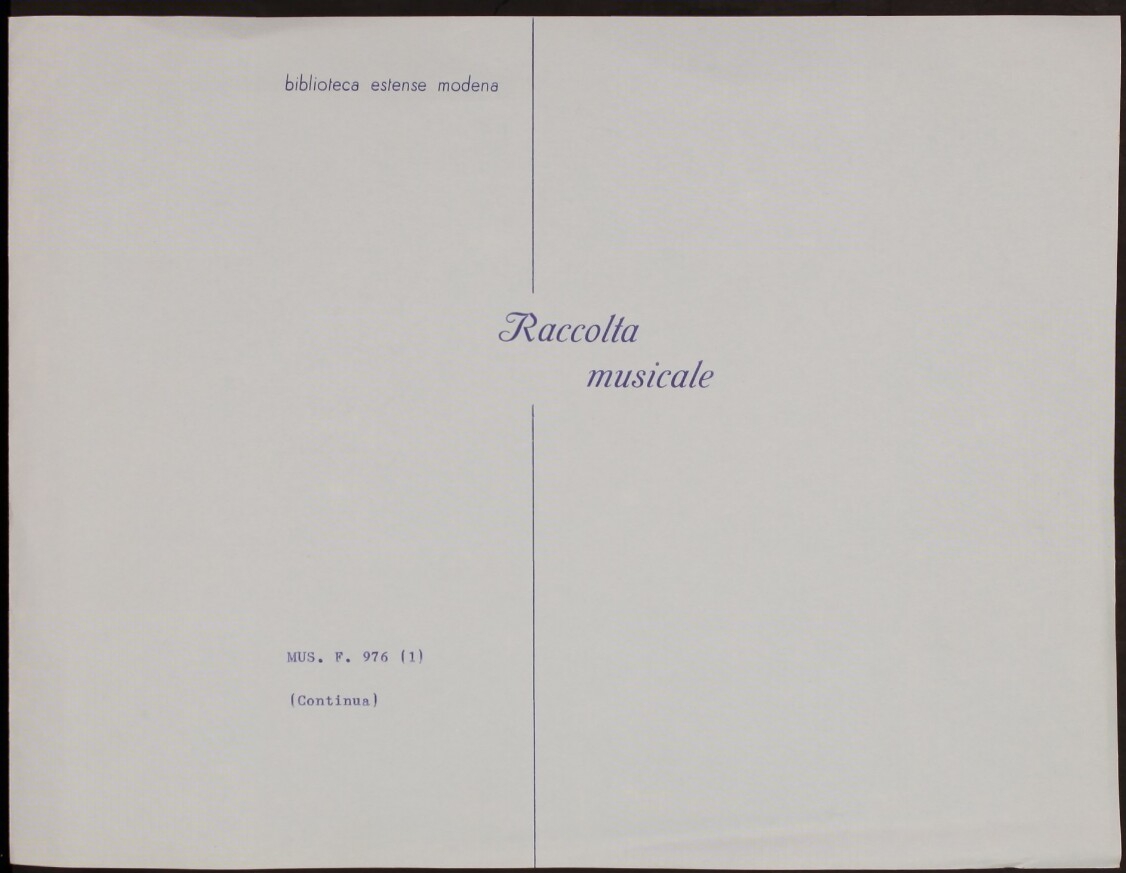 biblioteca estense modena
Raccolta
musicale
MUS. F. 976 (1)
(Continua)